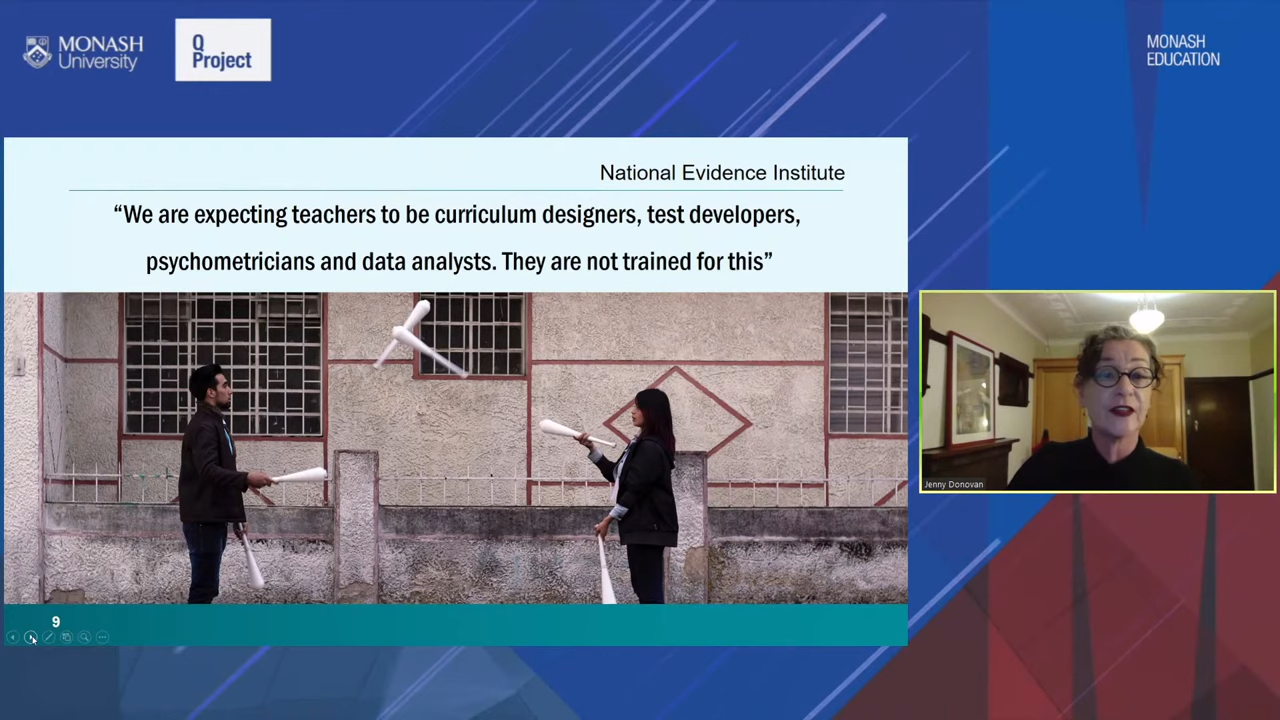 MONASH
University
Q
Project
MONASH
EDUCATION
National Evidence Institute
“We are expecting teachers to be curriculum designers, test developers,
psychometricians and data analysts. They are not trained for this”
Jenny Donovan
9